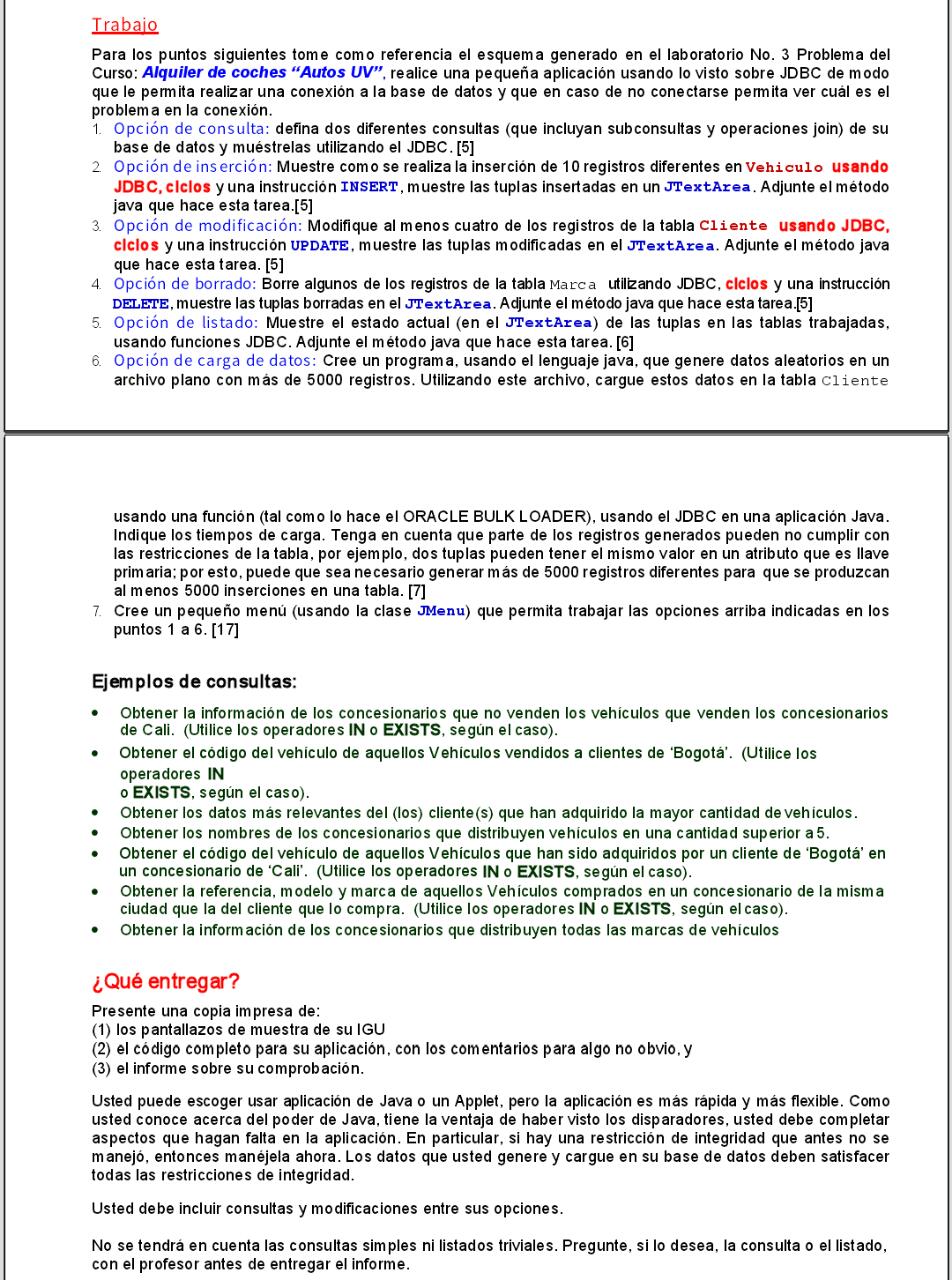 Trabajo
Para los puntos siguientes tome como referencia el esquema generado en el laboratorio No. 3 Problema del
Curso: Alquiler de coches “Autos UV”, realice una pequeña aplicación usando lo visto sobre JDBC de modo
que le permita realizar una conexión a la base de datos y que en caso de no conectarse permita ver cuál es el
problema en la conexión.
1. Opción de consulta: defina dos diferentes consultas (que incluyan subconsultas y operaciones join) de su
base de datos y muéstrelas utilizando el JDBC. [5]
2. Opción de inserción: Muestre como se realiza la inserción de 10 registros diferentes en Vehiculo usando
JDBC, ciclos y una instrucción INSERT, muestre las tuplas insertadas en un JTextArea. Adjunte el método
java que hace esta tarea.[5]
3. Opción de modificación: Modifique al menos cuatro de los registros de la tabla Cliente usando JDBC,
ciclos y una instrucción UPDATE, muestre las tuplas modificadas en el JTextArea. Adjunte el método java
que hace esta tarea. [5]
4. Opción de borrado: Borre algunos de los registros de la tabla Marca utilizando JDBC, ciclos y una instrucción
DELETE, muestre las tuplas borradas en el JTextArea. Adjunte el método java que hace esta tarea.[5]
5. Opción de listado: Muestre el estado actual (en el JTextArea) de las tuplas en las tablas trabajadas,
usando funciones JDBC. Adjunte el método java que hace esta tarea. [6]
6. Opción de carga de datos: Cree un programa, usando el lenguaje java, que genere datos aleatorios en un
archivo plano con más de 5000 registros. Utilizando este archivo, cargue estos datos en la tabla Cliente
usando una función (tal como lo hace el ORACLE BULK LOADER), usando el JDBC en una aplicación Java.
Indique los tiempos de carga. Tenga en cuenta que parte de los registros generados pueden no cumplir con
las restricciones de la tabla, por ejemplo, dos tuplas pueden tener el mismo valor en un atributo que es llave
primaria; por esto, puede que sea necesario generar más de 5000 registros diferentes para que se produzcan
al menos 5000 inserciones en una tabla. [7]
7. Cree un pequeño menú (usando la clase JMenu) que permita trabajar las opciones arriba indicadas en los
puntos 1 a 6. [17]
Ejemplos de consultas:
• Obtener la información de los concesionarios que no venden los vehículos que venden los concesionarios
de Cali. (Utilice los operadores IN o EXISTS, según el caso).
• Obtener el código del vehículo de aquellos Vehículos vendidos a clientes de ‘Bogotá’. (Utilice los
operadores IN
o EXISTS, según el caso).
• Obtener los datos más relevantes del (los) cliente(s) que han adquirido la mayor cantidad de vehículos.
• Obtener los nombres de los concesionarios que distribuyen vehículos en una cantidad superior a 5.
• Obtener el código del vehículo de aquellos Vehículos que han sido adquiridos por un cliente de ‘Bogotá’ en
un concesionario de ‘Cali’. (Utilice los operadores IN o EXISTS, según el caso).
• Obtener la referencia, modelo y marca de aquellos Vehículos comprados en un concesionario de la misma
ciudad que la del cliente que lo compra. (Utilice los operadores IN o EXISTS, según el caso).
• Obtener la información de los concesionarios que distribuyen todas las marcas de vehículos
¿Qué entregar?
Presente una copia impresa de:
(1) los pantallazos de muestra de su IGU
(2) el código completo para su aplicación, con los comentarios para algo no obvio, y
(3) el informe sobre su comprobación.
Usted puede escoger usar aplicación de Java o un Applet, pero la aplicación es más rápida y más flexible. Como
usted conoce acerca del poder de Java, tiene la ventaja de haber visto los disparadores, usted debe completar
aspectos que hagan falta en la aplicación. En particular, si hay una restricción de integridad que antes no se
manejó, entonces manéjela ahora. Los datos que usted genere y cargue en su base de datos deben satisfacer
todas las restricciones de integridad.
Usted debe incluir consultas y modificaciones entre sus opciones.
No se tendrá en cuenta las consultas simples ni listados triviales. Pregunte, si lo desea, la consulta o el listado,
con el profesor antes de entregar el informe.